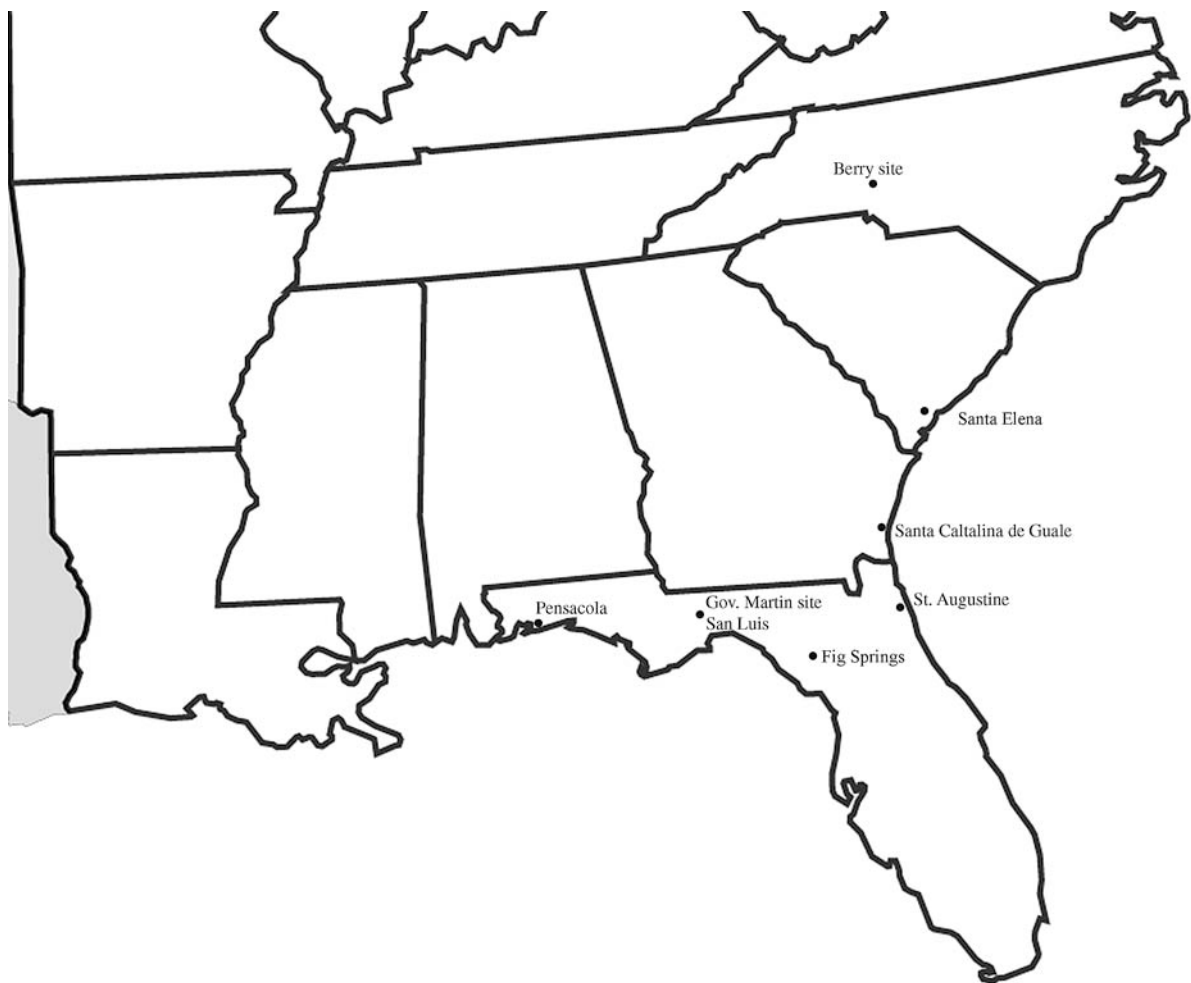 Berry site
Santa Elena
Santa Caltalina de Guale
Pensacola
Gov. Martin site
San Luis
St. Augustine
Fig Springs